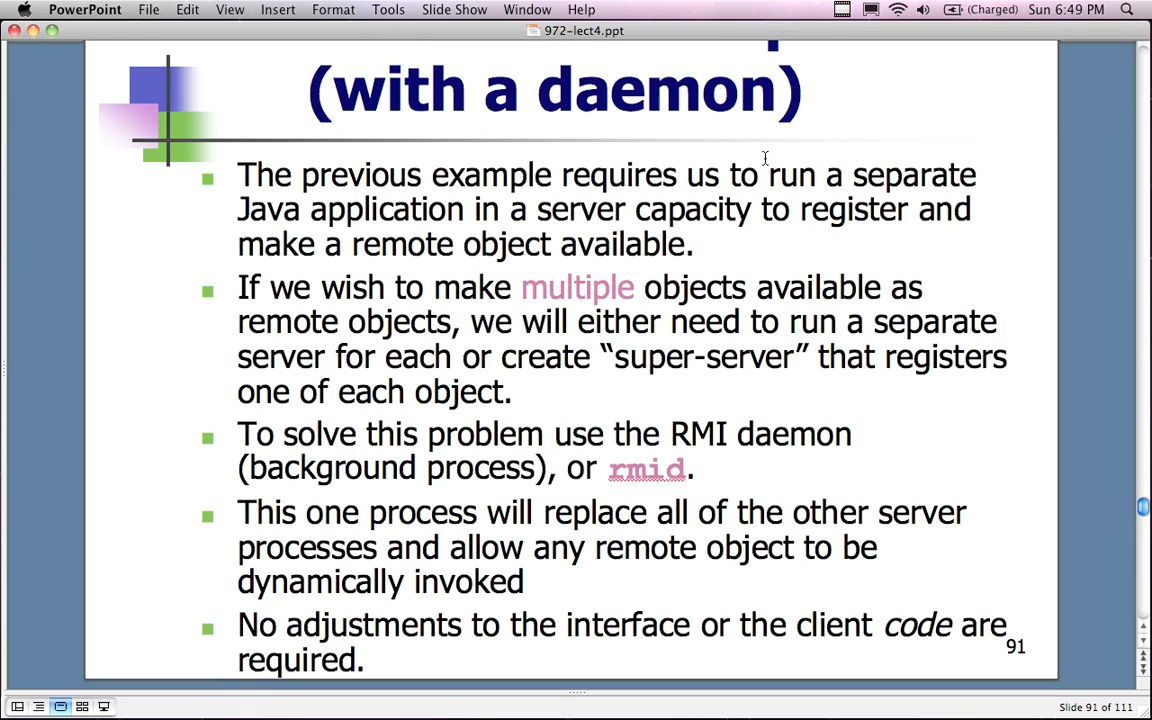 PowerPoint File Edit View Insert Format Tools Slide Show Window Help (Charged) Sun 6:49 PM
972-lect4.ppt
(with a daemon)
The previous example requires us to run a separate
Java application in a server capacity to register and
make a remote object available.
If we wish to make multiple objects available as
remote objects, we will either need to run a separate
server for each or create “super-server” that registers
one of each object.
To solve this problem use the RMI daemon
(background process), or rmid.
This one process will replace all of the other server
processes and allow any remote object to be
dynamically invoked
No adjustments to the interface or the client code are
required.
91
Slide 91 of 111